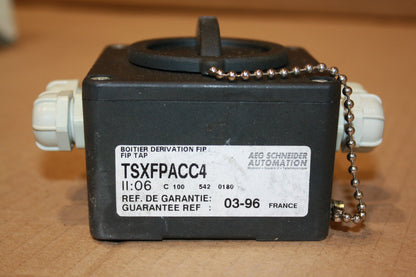 BOITIER DERIVATION FIP
FIP TAP
AEG SCHNEIDER
AUTOMATION
TSXFPACC4
II:06 C 100 542 0180
REF. DE GARANTIE:
GUARANTEE REF : 03-96 FRANCE